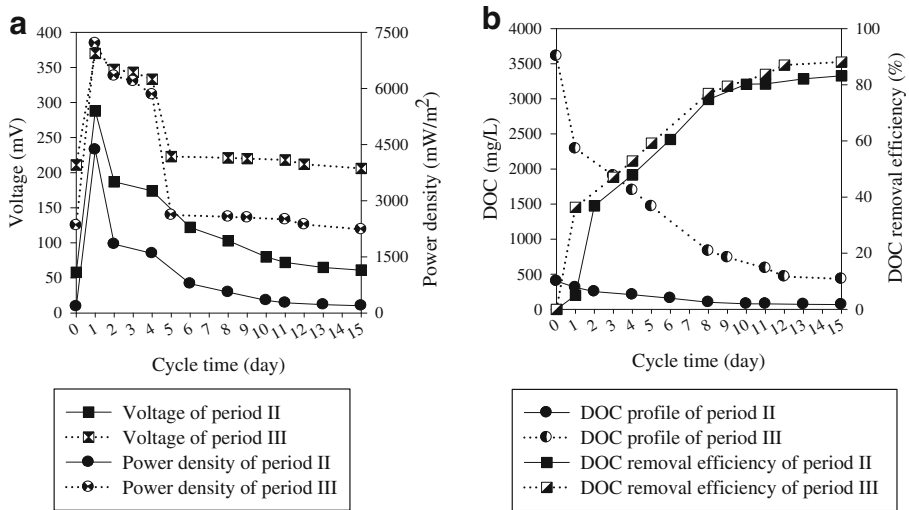 a
400
350
300
250
200
150
100
50
0
Voltage (mV)
7500
6000
4500
3000
1500
0
Power density (mW/m²)
0 1 2 3 4 5 6 7 8 9 10 11 12 13 14 15
Cycle time (day)
Voltage of period II
Voltage of period III
Power density of period II
Power density of period III
b
4000
3500
3000
2500
2000
1500
1000
500
0
DOC (mg/L)
100
80
60
40
20
0
DOC removal efficiency (%)
0 1 2 3 4 5 6 7 8 9 10 11 12 13 14 15
Cycle time (day)
DOC profile of period II
DOC profile of period III
DOC removal efficiency of period II
DOC removal efficiency of period III